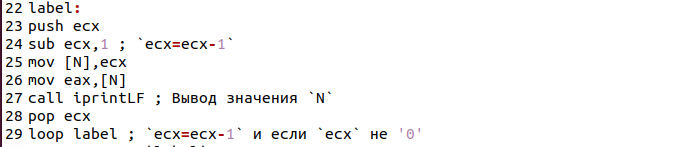 22 label:
23 push ecx
24 sub ecx,1 ; `ecx=ecx-1`
25 mov [N],ecx
26 mov eax,[N]
27 call iprintLF ; Вывод значения `N`
28 pop ecx
29 loop label ; `ecx=ecx-1` и если `ecx` не '0'